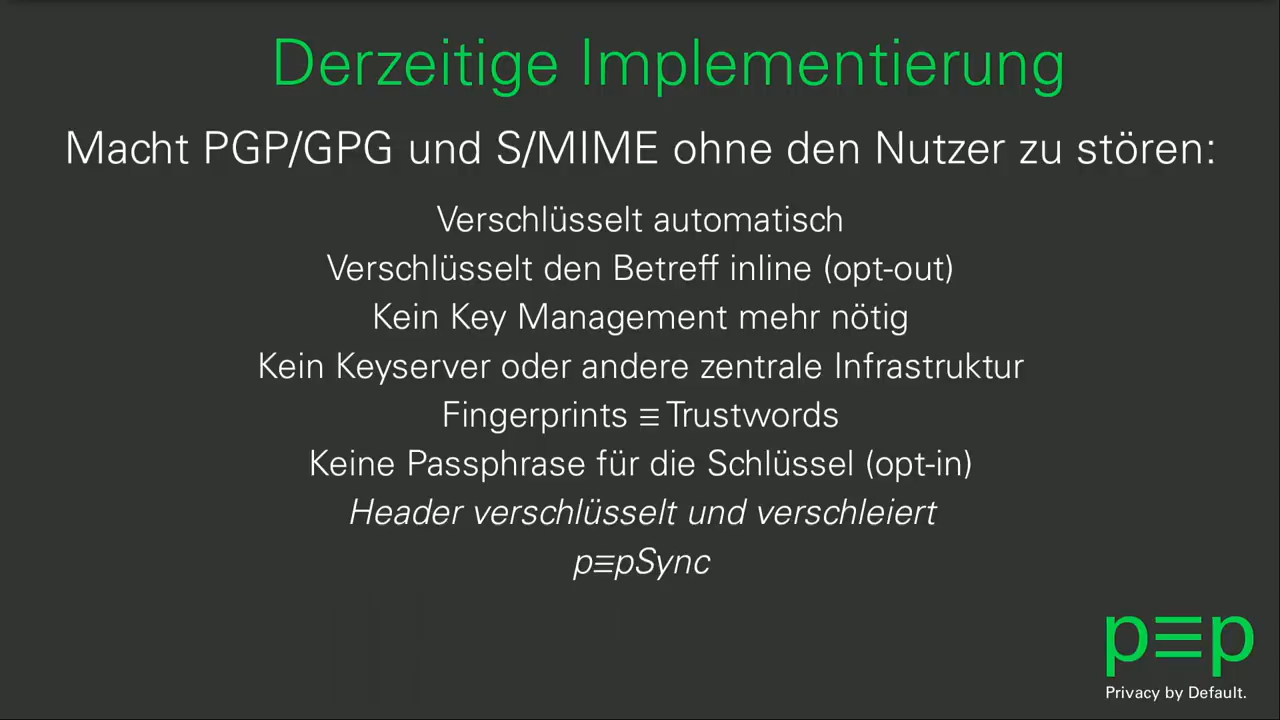 Derzeitige Implementierung
Macht PGP/GPG und S/MIME ohne den Nutzer zu stören:
Verschlüsselt automatisch
Verschlüsselt den Betreff inline (opt-out)
Kein Key Management mehr nötig
Kein Keyserver oder andere zentrale Infrastruktur
Fingerprints ≡ Trustwords
Keine Passphrase für die Schlüssel (opt-in)
Header verschlüsselt und verschleiert
p≡pSync
p≡p
Privacy by Default.